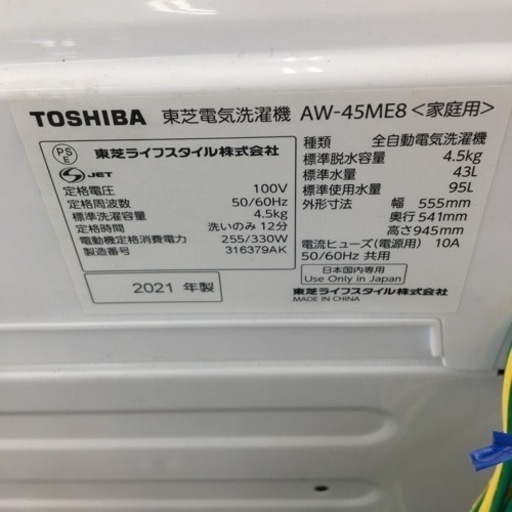 TOSHIBA 東芝電気洗濯機 AW-45ME8 <家庭用>
PS
E
東芝ライフスタイル株式会社
JET
定格電圧 100V
定格周波数 50/60Hz
標準洗濯容量 4.5kg
定格時間 洗いのみ 12分
電動機定格消費電力 255/330W
製造番号 316379AK
2021 年製
種類 全自動電気洗濯機
標準脱水容量 4.5kg
標準水量 43L
標準使用水量 95L
外形寸法 幅 555mm
奥行 541mm
高さ945mm
電流ヒューズ(電源用) 10A
50/60Hz 共用
日本国内専用
Use Only in Japan
東芝ライフスタイル株式会社
MADE IN CHINA